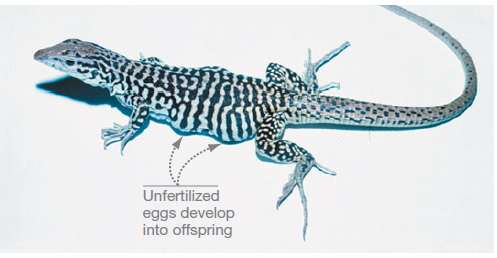 Unfertilized
eggs develop
into offspring